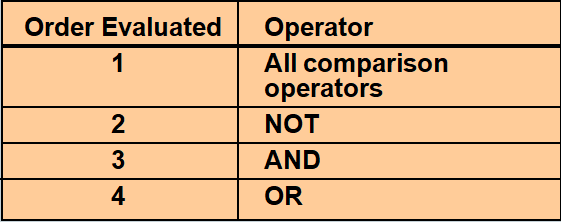 Order Evaluated Operator
1 All comparison
operators
2 NOT
3 AND
4 OR